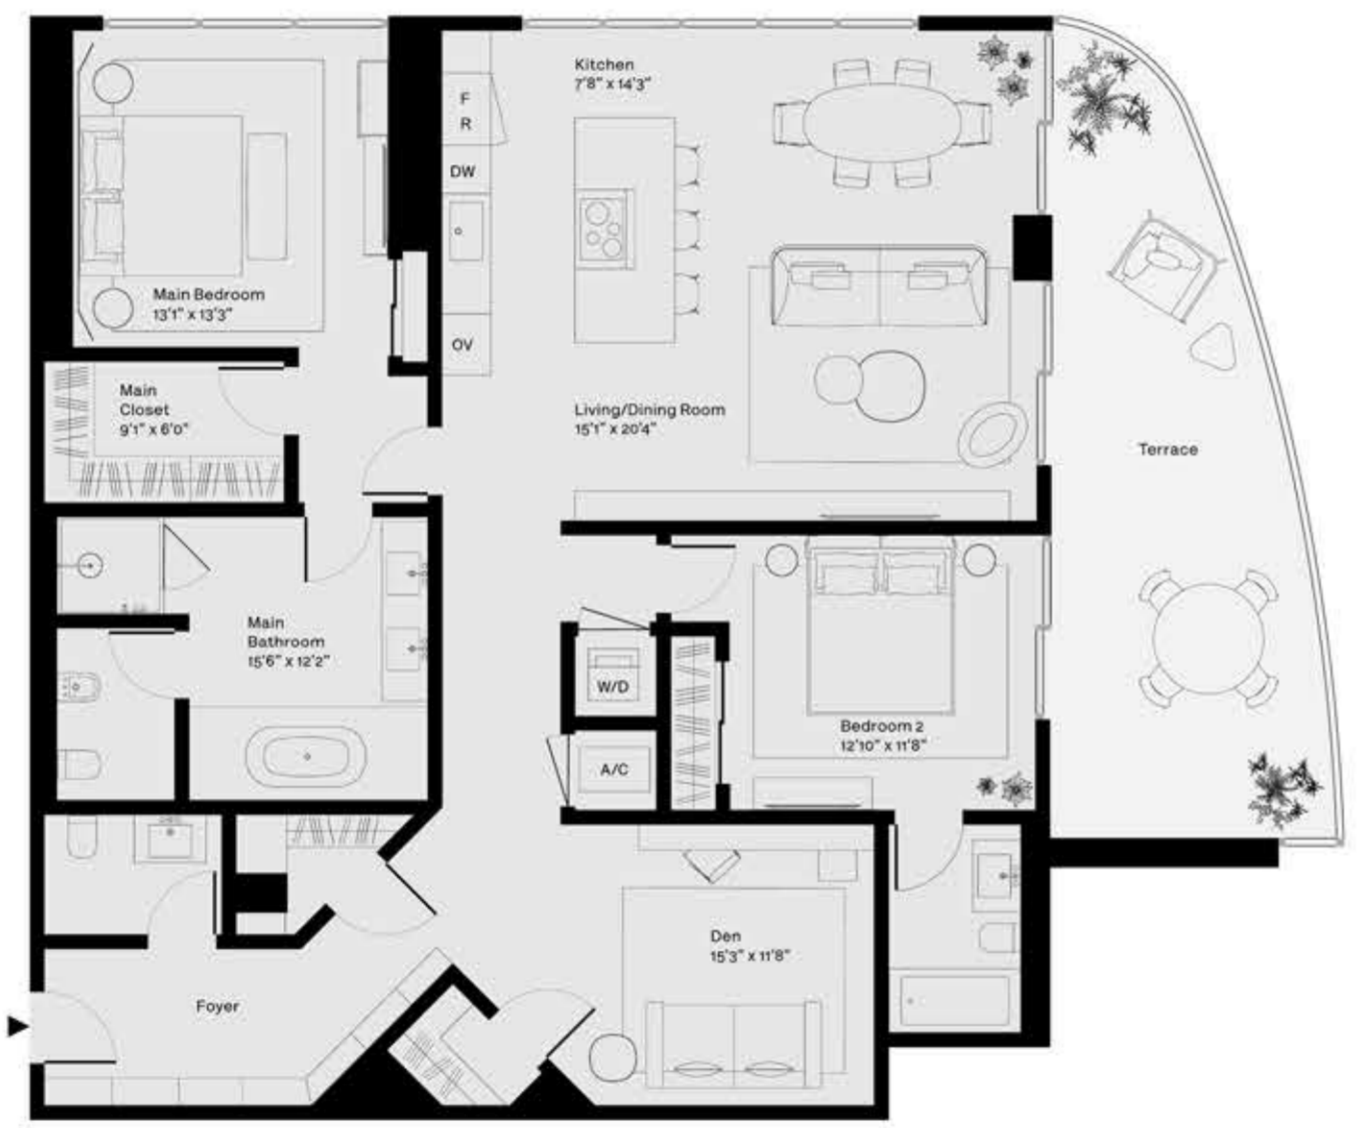 Kitchen
7'8" x 14'3"
F
R
DW
Main Bedroom
13'1" x 13'3"
OV
Main
Closet
9'1" x 6'0"
Living/Dining Room
15'1" x 20'4"
Terrace
Main
Bathroom
15'6" x 12'2"
W/D
Bedroom 2
12'10" x 11'8"
A/C
Den
15'3" x 11'8"
Foyer